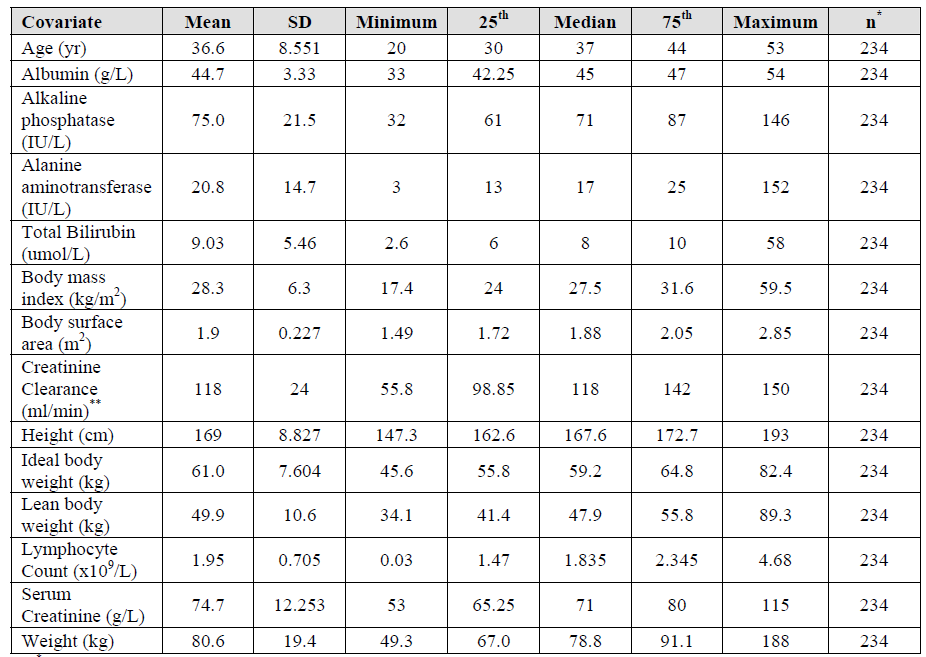 Covariate Mean SD Minimum 25th Median 75th Maximum n*
Age (yr) 36.6 8.551 20 30 37 44 53 234
Albumin (g/L) 44.7 3.33 33 42.25 45 47 54 234
Alkaline
phosphatase 75.0 21.5 32 61 71 87 146 234
(IU/L)
Alanine
aminotransferase 20.8 14.7 3 13 17 25 152 234
(IU/L)
Total Bilirubin
(umol/L) 9.03 5.46 2.6 6 8 10 58 234
Body mass
index (kg/m2) 28.3 6.3 17.4 24 27.5 31.6 59.5 234
Body surface
area (m2) 1.9 0.227 1.49 1.72 1.88 2.05 2.85 234
Creatinine
Clearance 118 24 55.8 98.85 118 142 150 234
(ml/min)**
Height (cm) 169 8.827 147.3 162.6 167.6 172.7 193 234
Ideal body
weight (kg) 61.0 7.604 45.6 55.8 59.2 64.8 82.4 234
Lean body
weight (kg) 49.9 10.6 34.1 41.4 47.9 55.8 89.3 234
Lymphocyte
Count (x109/L) 1.95 0.705 0.03 1.47 1.835 2.345 4.68 234
Serum
Creatinine (g/L) 74.7 12.253 53 65.25 71 80 115 234
Weight (kg) 80.6 19.4 49.3 67.0 78.8 91.1 188 234
*